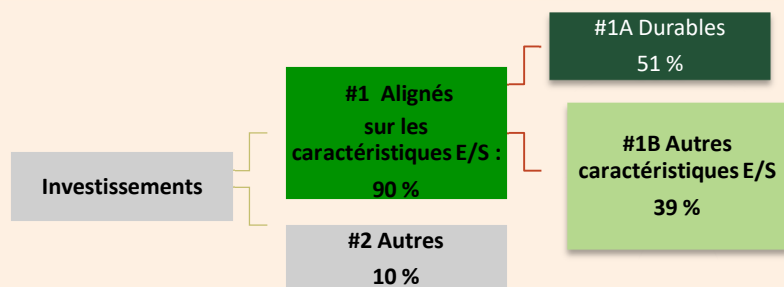 Investissements
#1 Alignés
sur les
caractéristiques E/S :
90 %
#2 Autres
10 %
#1A Durables
51 %
#1B Autres
caractéristiques E/S
39 %